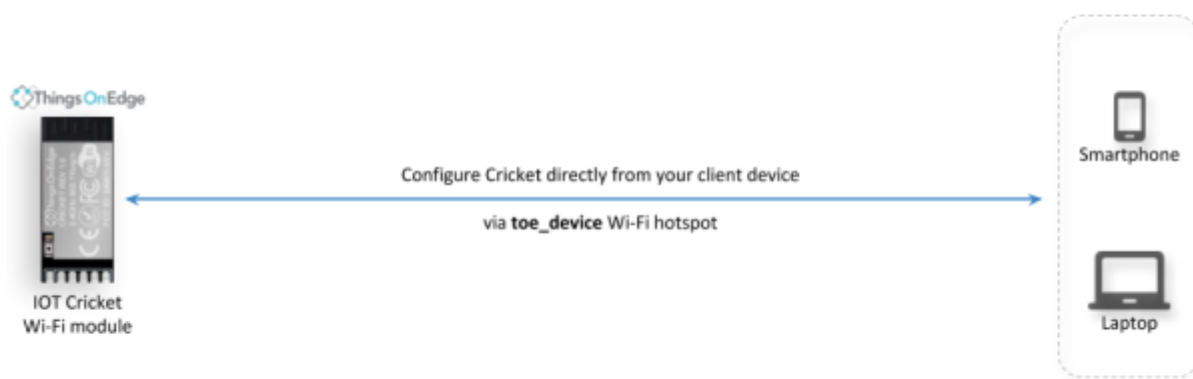 ThingsOnEdge
IOT Cricket
Wi-Fi module
Configure Cricket directly from your client device
via toe_device Wi-Fi hotspot
Smartphone
Laptop